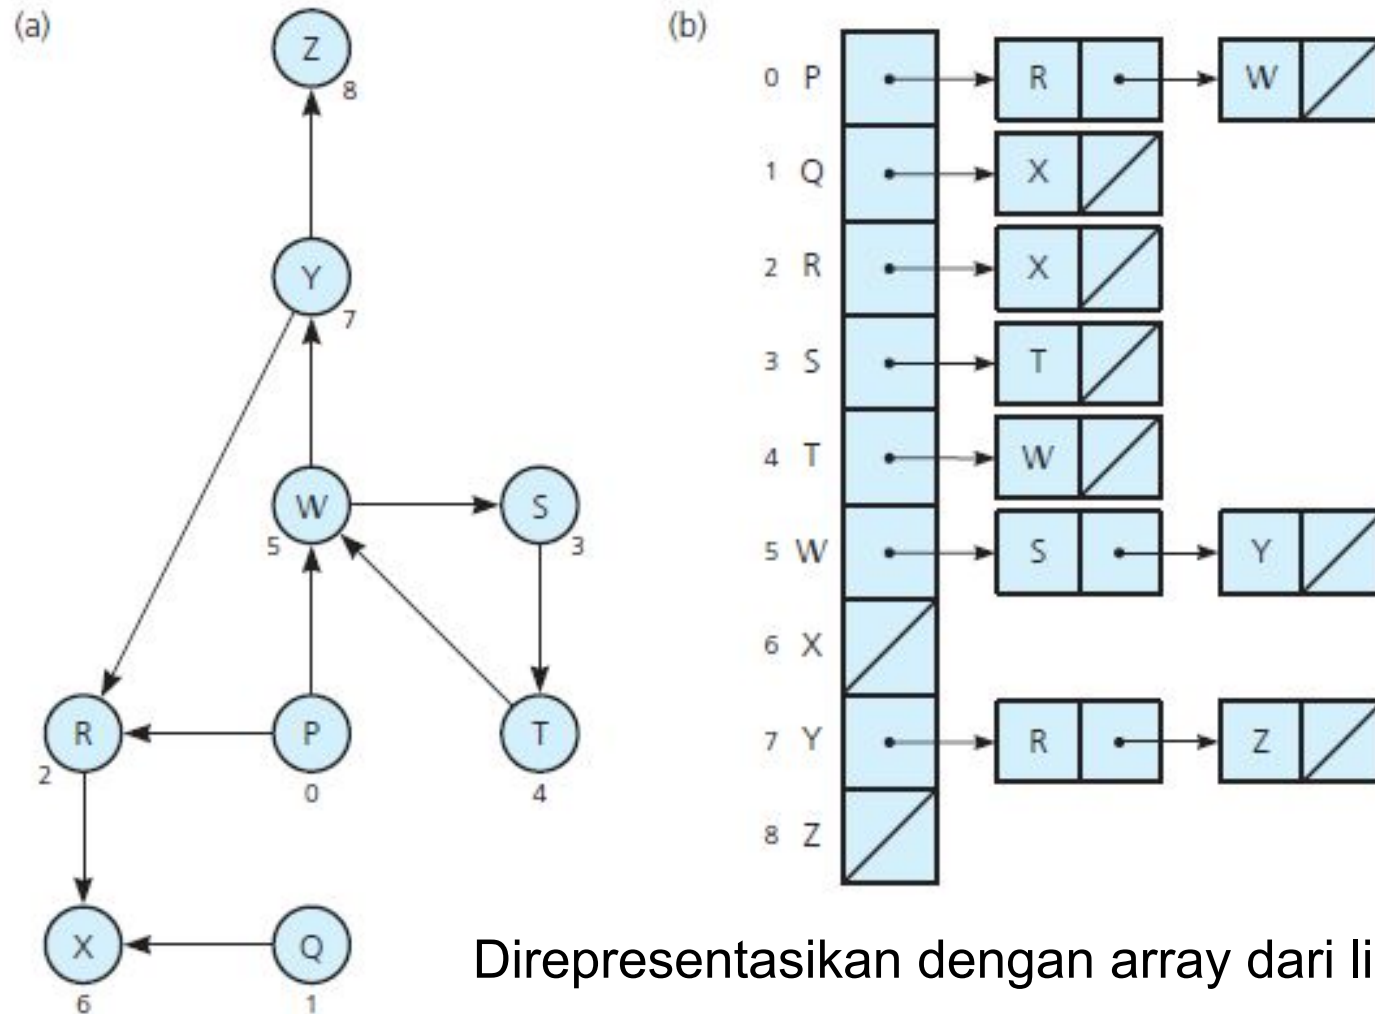 (a)
Z
8
Y
7
W
5
S
3
R
2
P
0
T
4
X
6
Q
1
(b)
0 P R W
1 Q X
2 R X
3 S T
4 T W
5 W S Y
6 X
7 Y R Z
8 Z
Direpresentasikan dengan array dari li